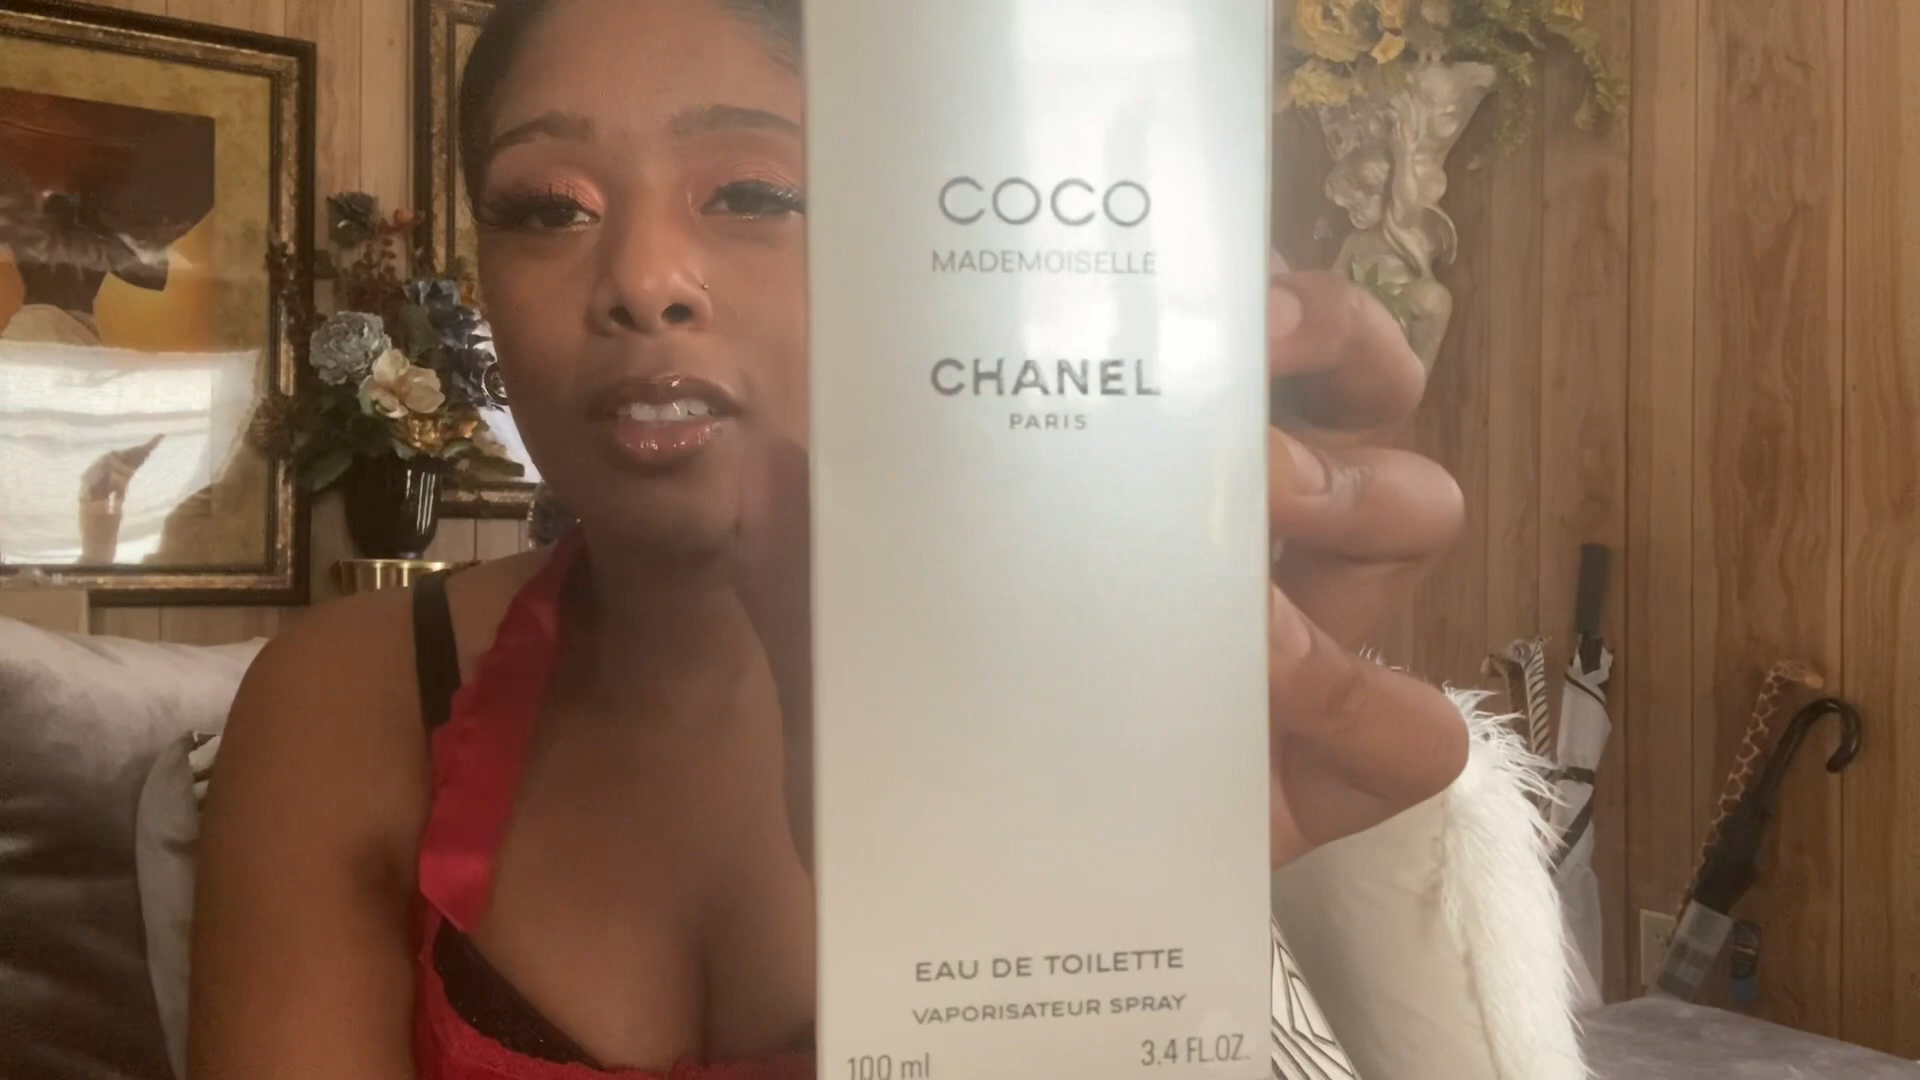 COCO
MADEMOISELLE
CHANEL
PARIS
EAU DE TOILETTE
VAPORISATEUR SPRAY
100 ml 3.4 FL.OZ.